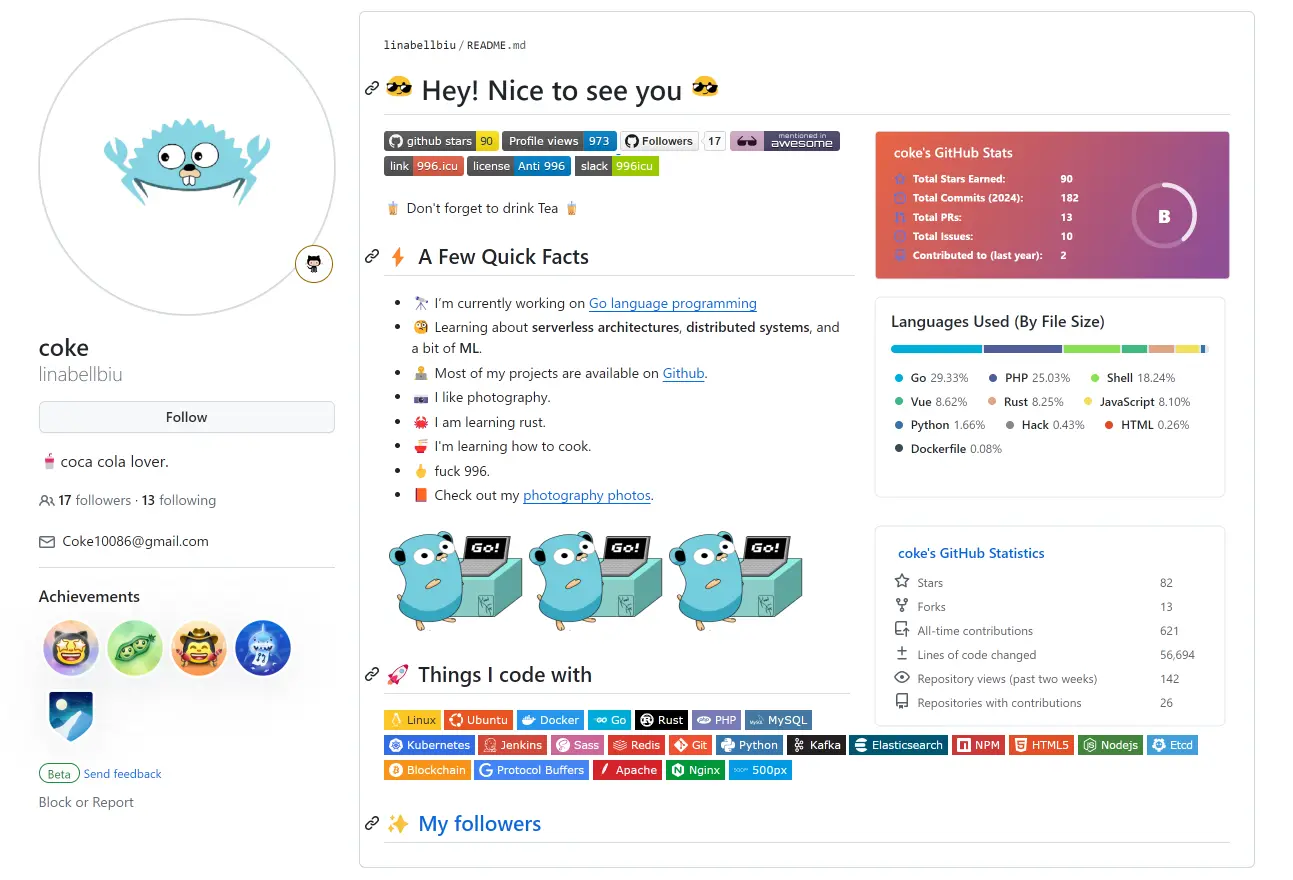 coke
linabellbiu
Follow
🥤 coca cola lover.
17 followers · 13 following
Coke10086@gmail.com
Achievements
Beta Send feedback
Block or Report
linabellbiu/README.md
😎 Hey! Nice to see you 😎
github stars 90 Profile views 973 Followers 17 mentioned in awesome
link 996.icu license Anti 996 slack 996icu
🧋 Don't forget to drink Tea 🧋
⚡ A Few Quick Facts
• 🔭 I'm currently working on Go language programming
• 🧐 Learning about serverless architectures, distributed systems, and
a bit of ML.
• 👨‍💻 Most of my projects are available on Github.
• 📷 I like photography.
• 🦀 I am learning rust.
• 🍜 I'm learning how to cook.
• 🖕 fuck 996.
• 📕 Check out my photography photos.
Go! Go! Go!
🚀 Things I code with
Linux Ubuntu Docker Go Rust PHP MySQL
Kubernetes Jenkins Sass Redis Git Python Kafka Elasticsearch NPM HTML5 Nodejs Etcd
Blockchain Protocol Buffers Apache Nginx 500px
✨ My followers
coke's GitHub Stats
Total Stars Earned: 90
Total Commits (2024): 182
Total PRs: 13
Total Issues: 10
Contributed to (last year): 2
B
Languages Used (By File Size)
Go 29.33% PHP 25.03% Shell 18.24%
Vue 8.62% Rust 8.25% JavaScript 8.10%
Python 1.66% Hack 0.43% HTML 0.26%
Dockerfile 0.08%
coke's GitHub Statistics
Stars 82
Forks 13
All-time contributions 621
Lines of code changed 56,694
Repository views (past two weeks) 142
Repositories with contributions 26